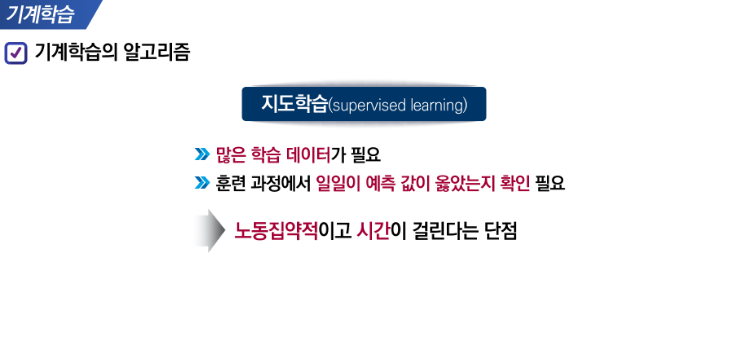 기계학습
기계학습의 알고리즘
지도학습(supervised learning)
많은 학습 데이터가 필요
훈련 과정에서 일일이 예측 값이 옳았는지 확인 필요
노동집약적이고 시간이 걸린다는 단점